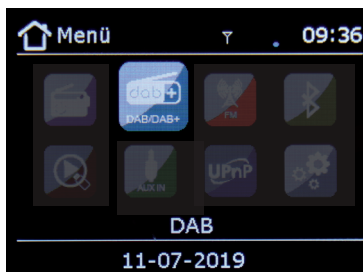 Menü 09:36
dab+
DAB/DAB+
FM
AUX IN
UPnP
DAB
11-07-2019